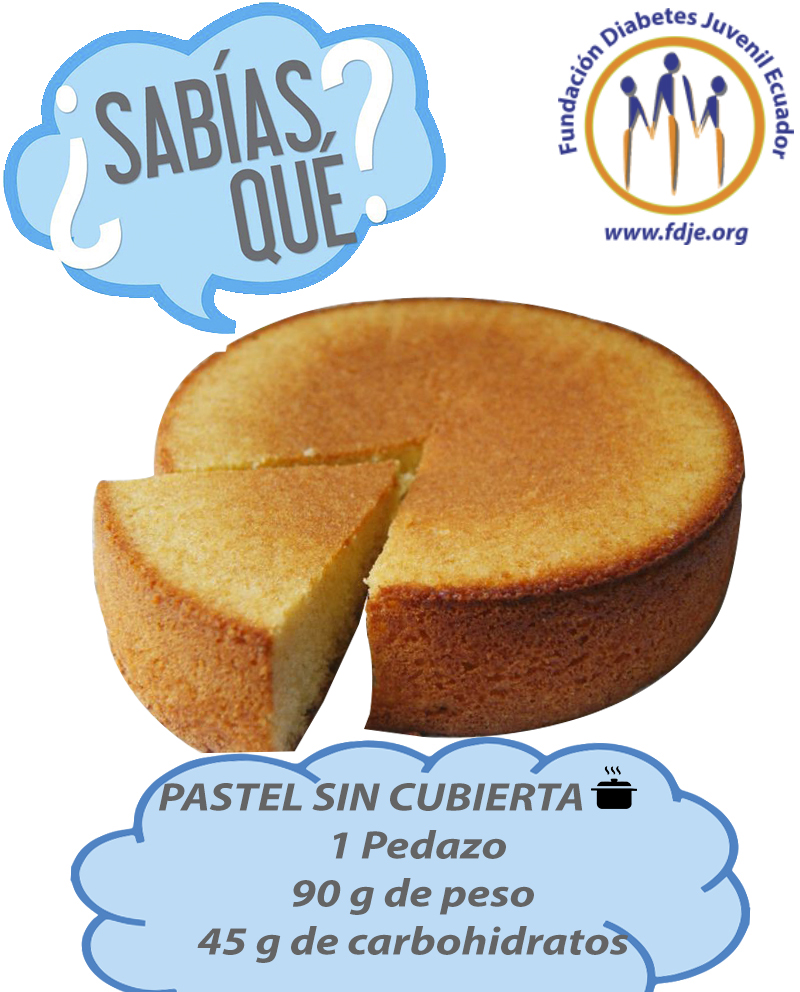 ¿SABÍAS
QUÉ?
Fundación Diabetes Juvenil Ecuador
www.fdje.org
PASTEL SIN CUBIERTA
1 Pedazo
90 g de peso
45 g de carbohidratos